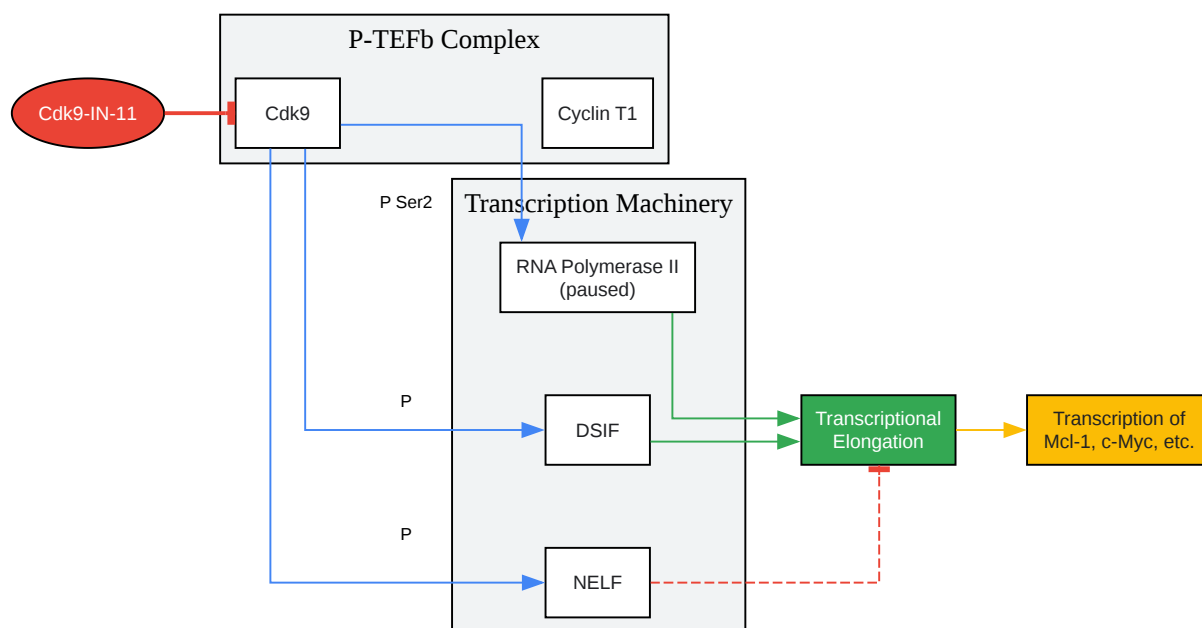 P-TEFb Complex
Cdk9-IN-11
Cdk9
Cyclin T1
P Ser2
Transcription Machinery
RNA Polymerase II
(paused)
P
DSIF
Transcriptional
Elongation
Transcription of
Mcl-1, c-Myc, etc.
P
NELF